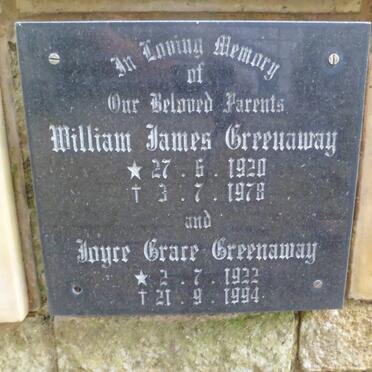 In Loving Memory
of
Our Beloved Parents
William James Greenaway
★ 27 . 6 . 1920
† 3 . 7 . 1978
and
Joyce Grace Greenaway
★ 2 . 7 . 1922
† 21 . 9 . 1994